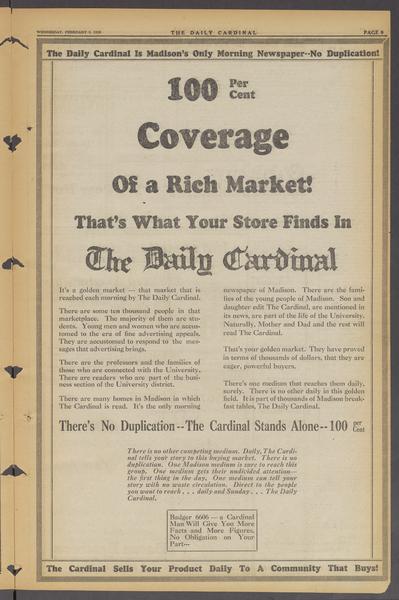 WEDNESDAY, FEBRUARY 6, 1929
THE DAILY CARDINAL
PAGE 9
The Daily Cardinal Is Madison's Only Morning Newspaper--No Duplication!
100 Per
Cent
Coverage
Of a Rich Market!
That's What Your Store Finds In
The Daily Cardinal
It's a golden market — that market that is
reached each morning by The Daily Cardinal.
There are some ten thousand people in that
marketplace. The majority of them are stu-
dents. Young men and women who are accus-
tomed to the era of fine advertising appeals.
They are accustomed to respond to the mes-
sages that advertising brings.
There are the professors and the families of
those who are connected with the University.
There are readers who are part of the busi-
ness section of the University district.
There are many homes in Madison in which
The Cardinal is read. It's the only morning
newspaper of Madison. There are the fami-
lies of the young people of Madison. Son and
daughter edit The Cardinal, are mentioned in
its news, are part of the life of the University.
Naturally, Mother and Dad and the rest will
read The Cardinal.
That's your golden market. They have proved
in terms of thousands of dollars, that they are
eager, powerful buyers.
There's one medium that reaches them daily,
surely. There is no other daily in this golden
field. It is part of thousands of Madison break-
fast tables, The Daily Cardinal.
There's No Duplication--The Cardinal Stands Alone--100 per
Cent
There is no other competing medium. Daily, The Cardi-
nal tells your story to this buying market. There is no
duplication. One Madison medium is sure to reach this
group. One medium gets their undivided attention—
the first thing in the day. One medium can tell your
story with no waste circulation. Direct to the people
you want to reach . . . daily and Sunday . . . The Daily
Cardinal.
Badger 6606 — a Cardinal
Man Will Give You More
Facts and More Figures,
No Obligation on Your
Part---
The Cardinal Sells Your Product Daily To A Community That Buys!